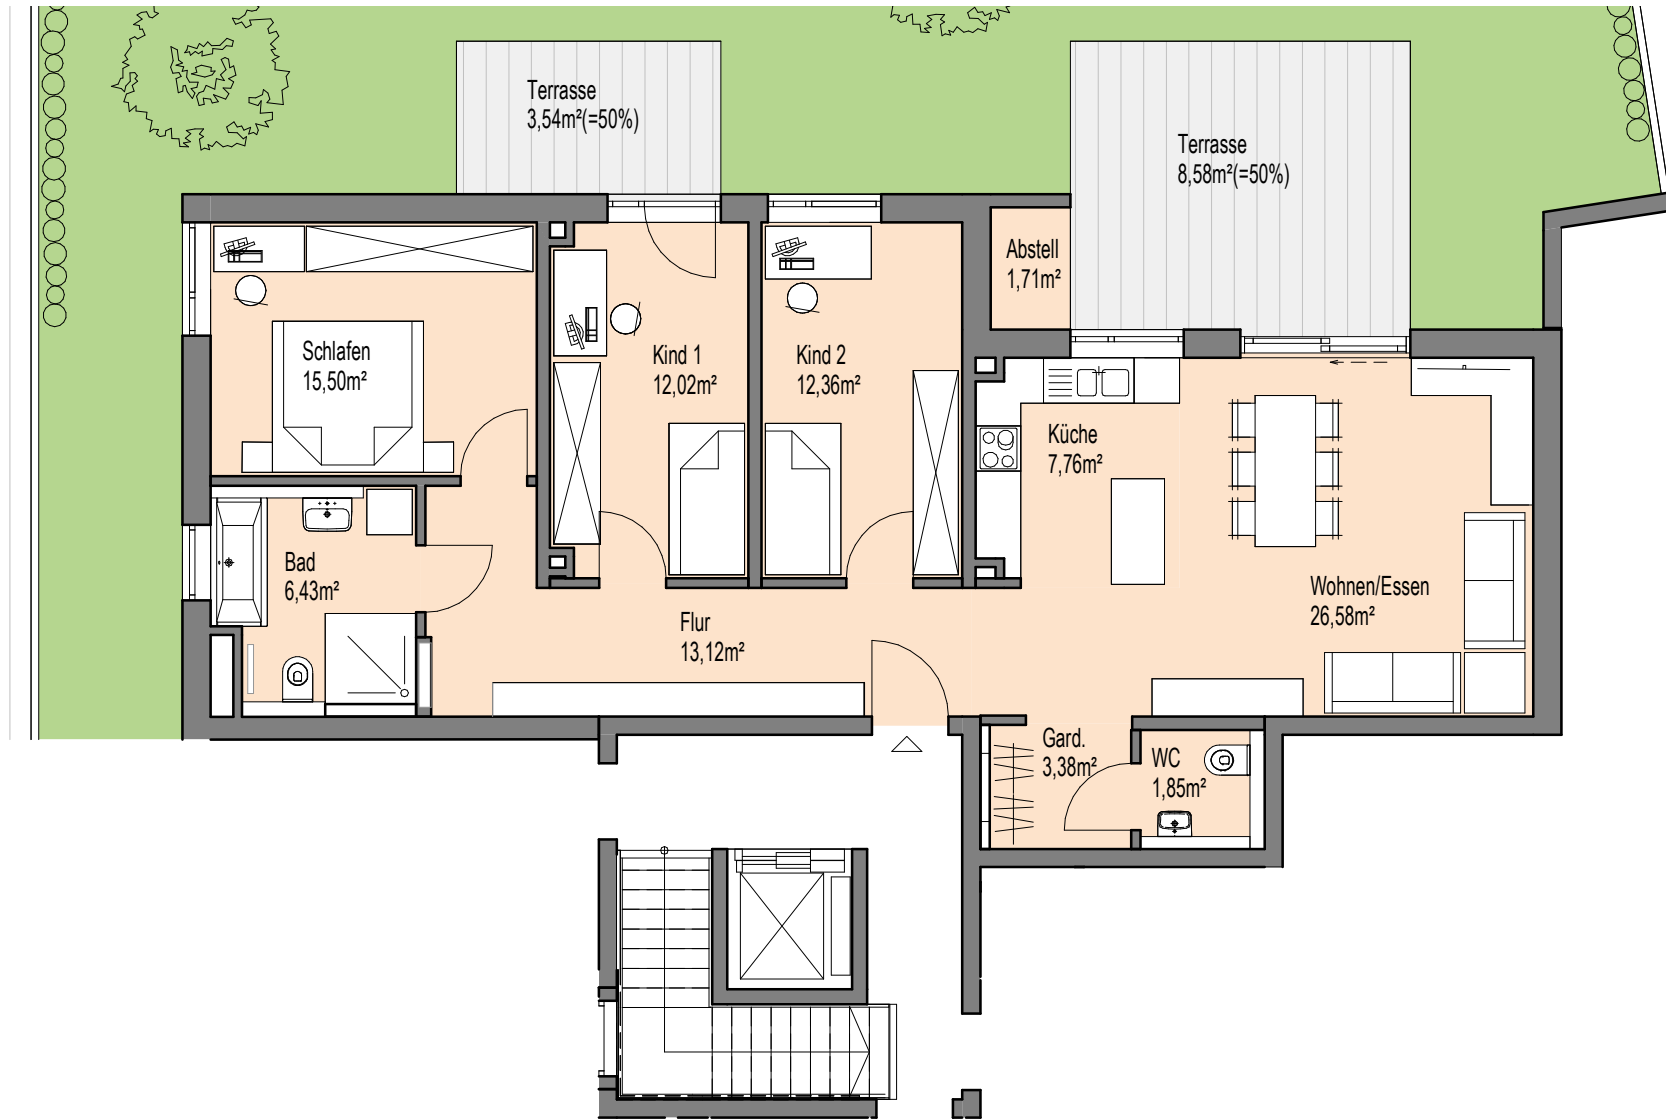 Terrasse
3,54m²(=50%)
Terrasse
8,58m²(=50%)
Abstell
1,71m²
Schlafen
15,50m²
Kind 1
12,02m²
Kind 2
12,36m²
Küche
7,76m²
Bad
6,43m²
Wohnen/Essen
26,58m²
Flur
13,12m²
Gard.
3,38m²
WC
1,85m²